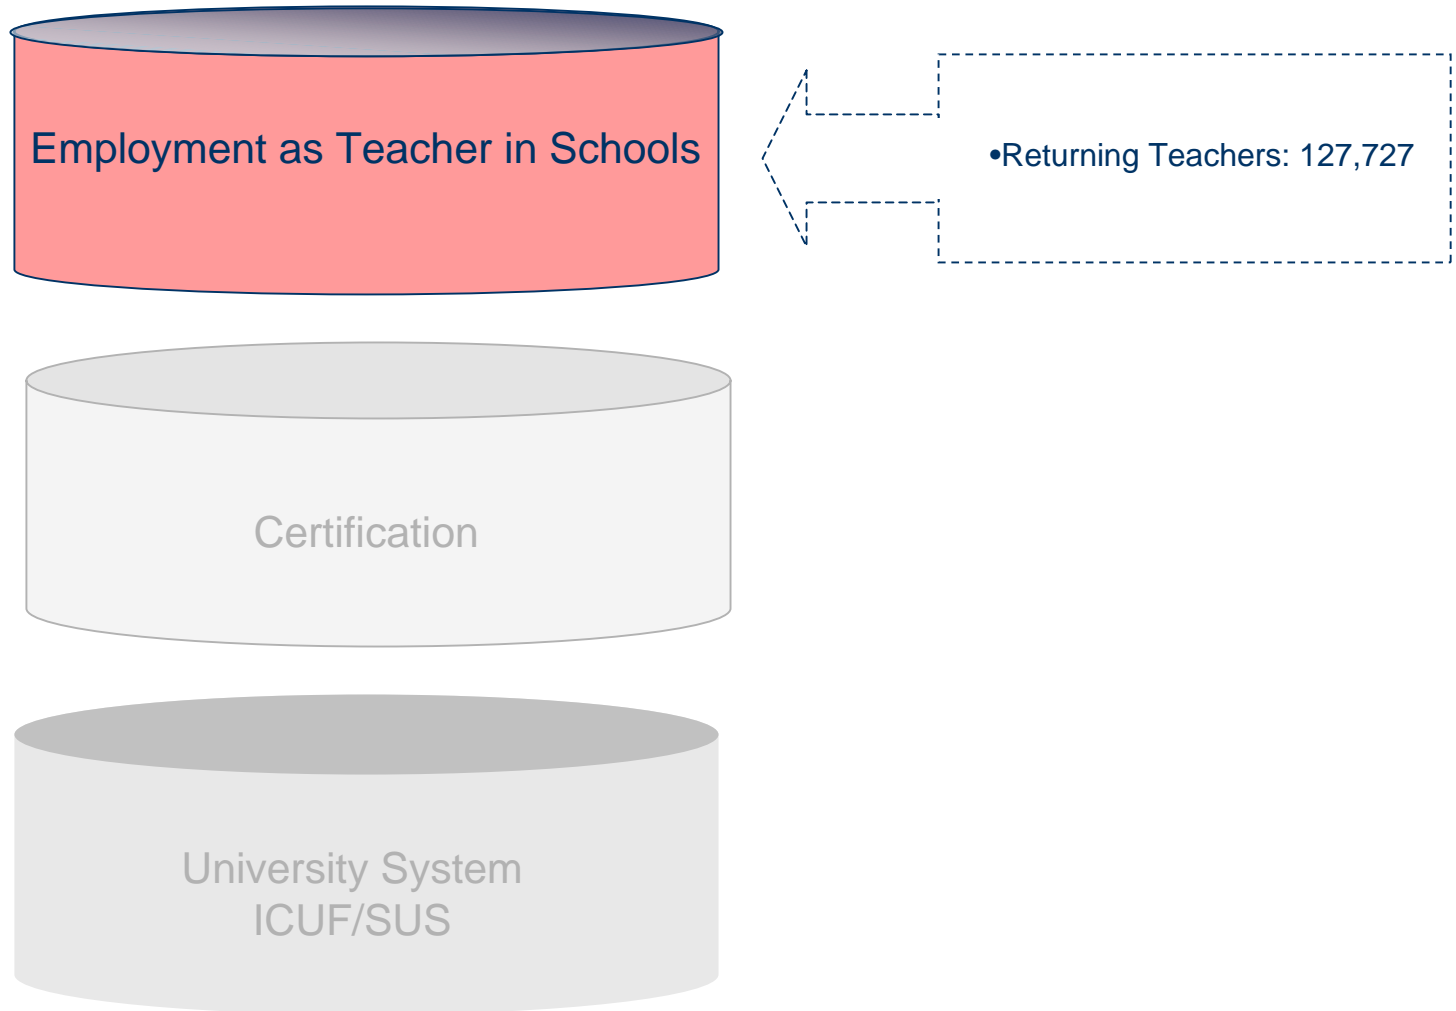 Employment as Teacher in Schools
•Returning Teachers: 127,727
Certification
University System
ICUF/SUS